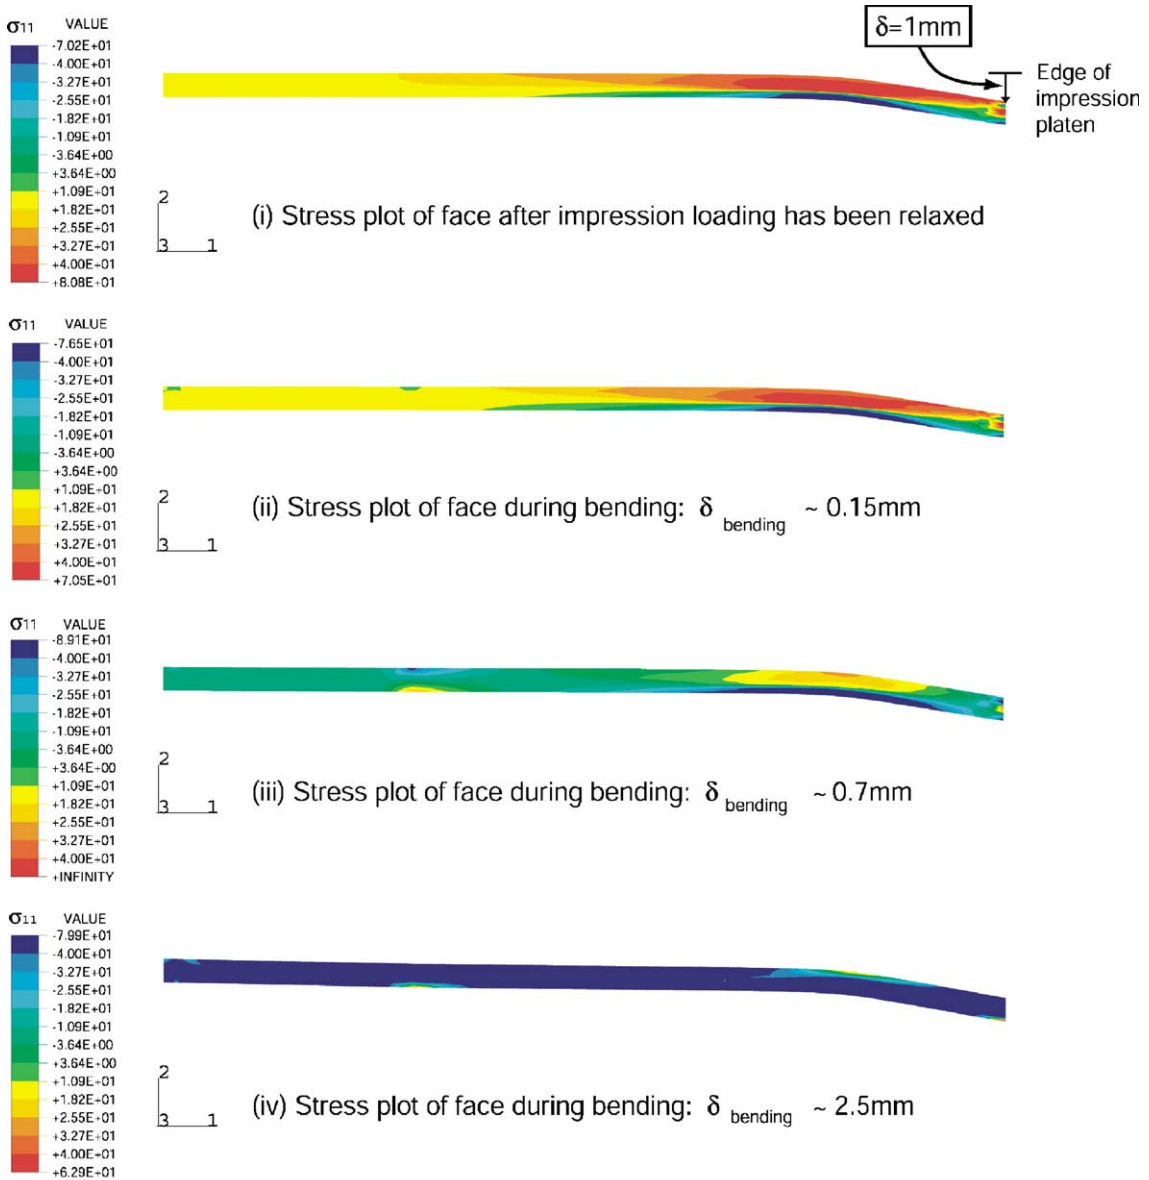 σ11 VALUE
-7.02E+01
-4.00E+01
-3.27E+01
-2.55E+01
-1.82E+01
-1.09E+01
-3.64E+00
+3.64E+00
+1.09E+01
+1.82E+01
+2.55E+01
+3.27E+01
+4.00E+01
+8.08E+01
δ=1mm
Edge of
impression
platen
2
3 1
(i) Stress plot of face after impression loading has been relaxed
σ11 VALUE
-7.65E+01
-4.00E+01
-3.27E+01
-2.55E+01
-1.82E+01
-1.09E+01
-3.64E+00
+3.64E+00
+1.09E+01
+1.82E+01
+2.55E+01
+3.27E+01
+4.00E+01
+7.05E+01
2
3 1
(ii) Stress plot of face during bending: δ bending ~ 0.15mm
σ11 VALUE
-8.91E+01
-4.00E+01
-3.27E+01
-2.55E+01
-1.82E+01
-1.09E+01
-3.64E+00
+3.64E+00
+1.09E+01
+1.82E+01
+2.55E+01
+3.27E+01
+4.00E+01
+INFINITY
2
3 1
(iii) Stress plot of face during bending: δ bending ~ 0.7mm
σ11 VALUE
-7.99E+01
-4.00E+01
-3.27E+01
-2.55E+01
-1.82E+01
-1.09E+01
-3.64E+00
+3.64E+00
+1.09E+01
+1.82E+01
+2.55E+01
+3.27E+01
+4.00E+01
+6.29E+01
2
3 1
(iv) Stress plot of face during bending: δ bending ~ 2.5mm